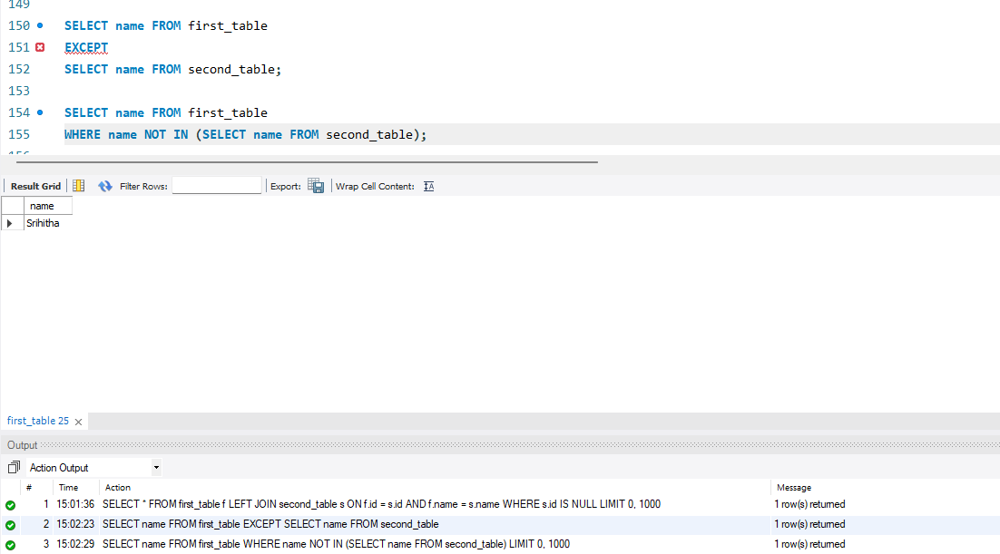 149
150 SELECT name FROM first_table
151 EXCEPT
152 SELECT name FROM second_table;
153
154 SELECT name FROM first_table
155 WHERE name NOT IN (SELECT name FROM second_table);
156
Result Grid Filter Rows: Export: Wrap Cell Content: IA
name
Srihitha
first_table 25
Output
Action Output
# Time Action Message
1 15:01:36 SELECT * FROM first_table f LEFT JOIN second_table s ON f.id = s.id AND f.name = s.name WHERE s.id IS NULL LIMIT 0, 1000 1 row(s) returned
2 15:02:23 SELECT name FROM first_table EXCEPT SELECT name FROM second_table 1 row(s) returned
3 15:02:29 SELECT name FROM first_table WHERE name NOT IN (SELECT name FROM second_table) LIMIT 0, 1000 1 row(s) returned